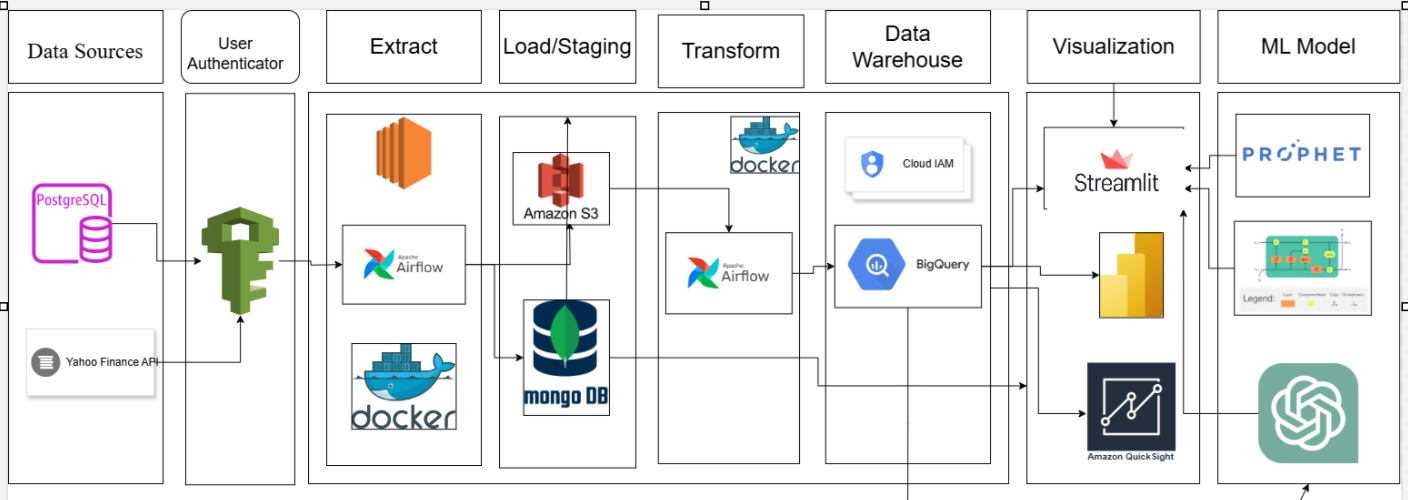 Data Sources
User
Authenticator
Extract
Load/Staging
Transform
Data
Warehouse
Visualization
ML Model
PostgreSQL
Yahoo Finance API
Apache
Airflow
docker
Amazon S3
mongo DB
docker
Apache
Airflow
Cloud IAM
BigQuery
Streamlit
Amazon QuickSight
PROPHET
Legend: